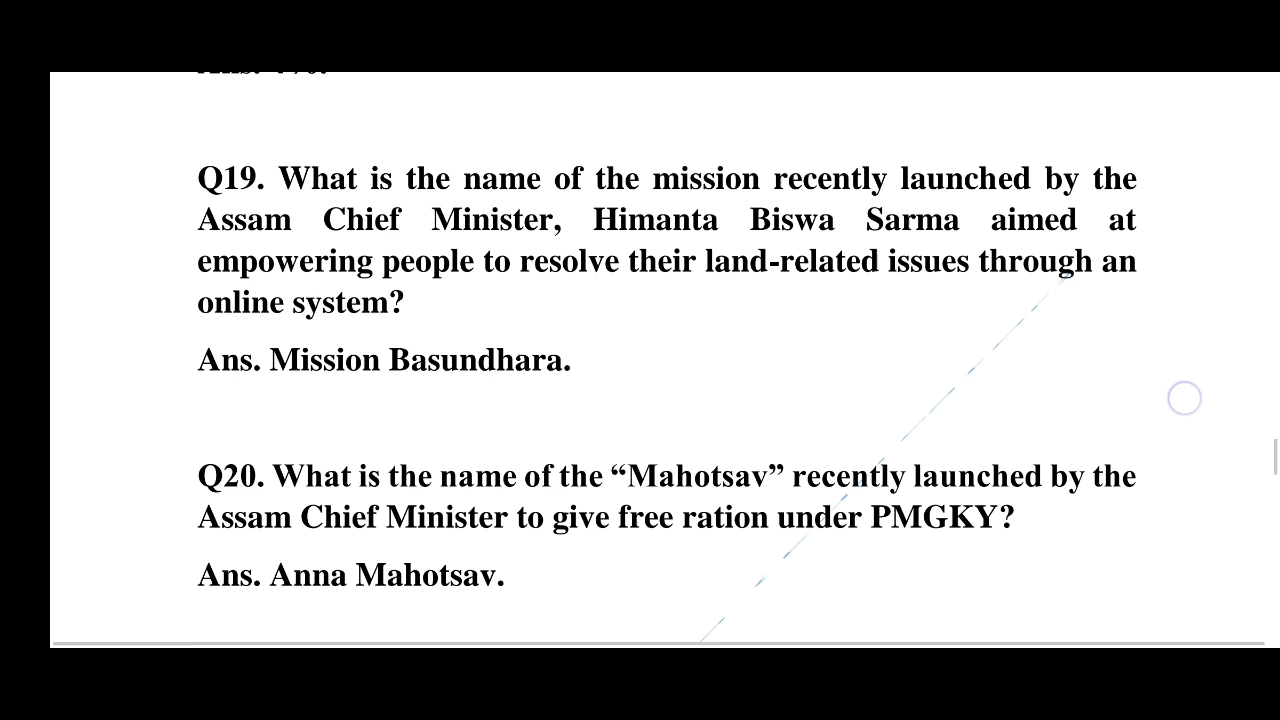 Q19. What is the name of the mission recently launched by the
Assam Chief Minister, Himanta Biswa Sarma aimed at
empowering people to resolve their land-related issues through an
online system?
Ans. Mission Basundhara.
Q20. What is the name of the “Mahotsav” recently launched by the
Assam Chief Minister to give free ration under PMGKY?
Ans. Anna Mahotsav.